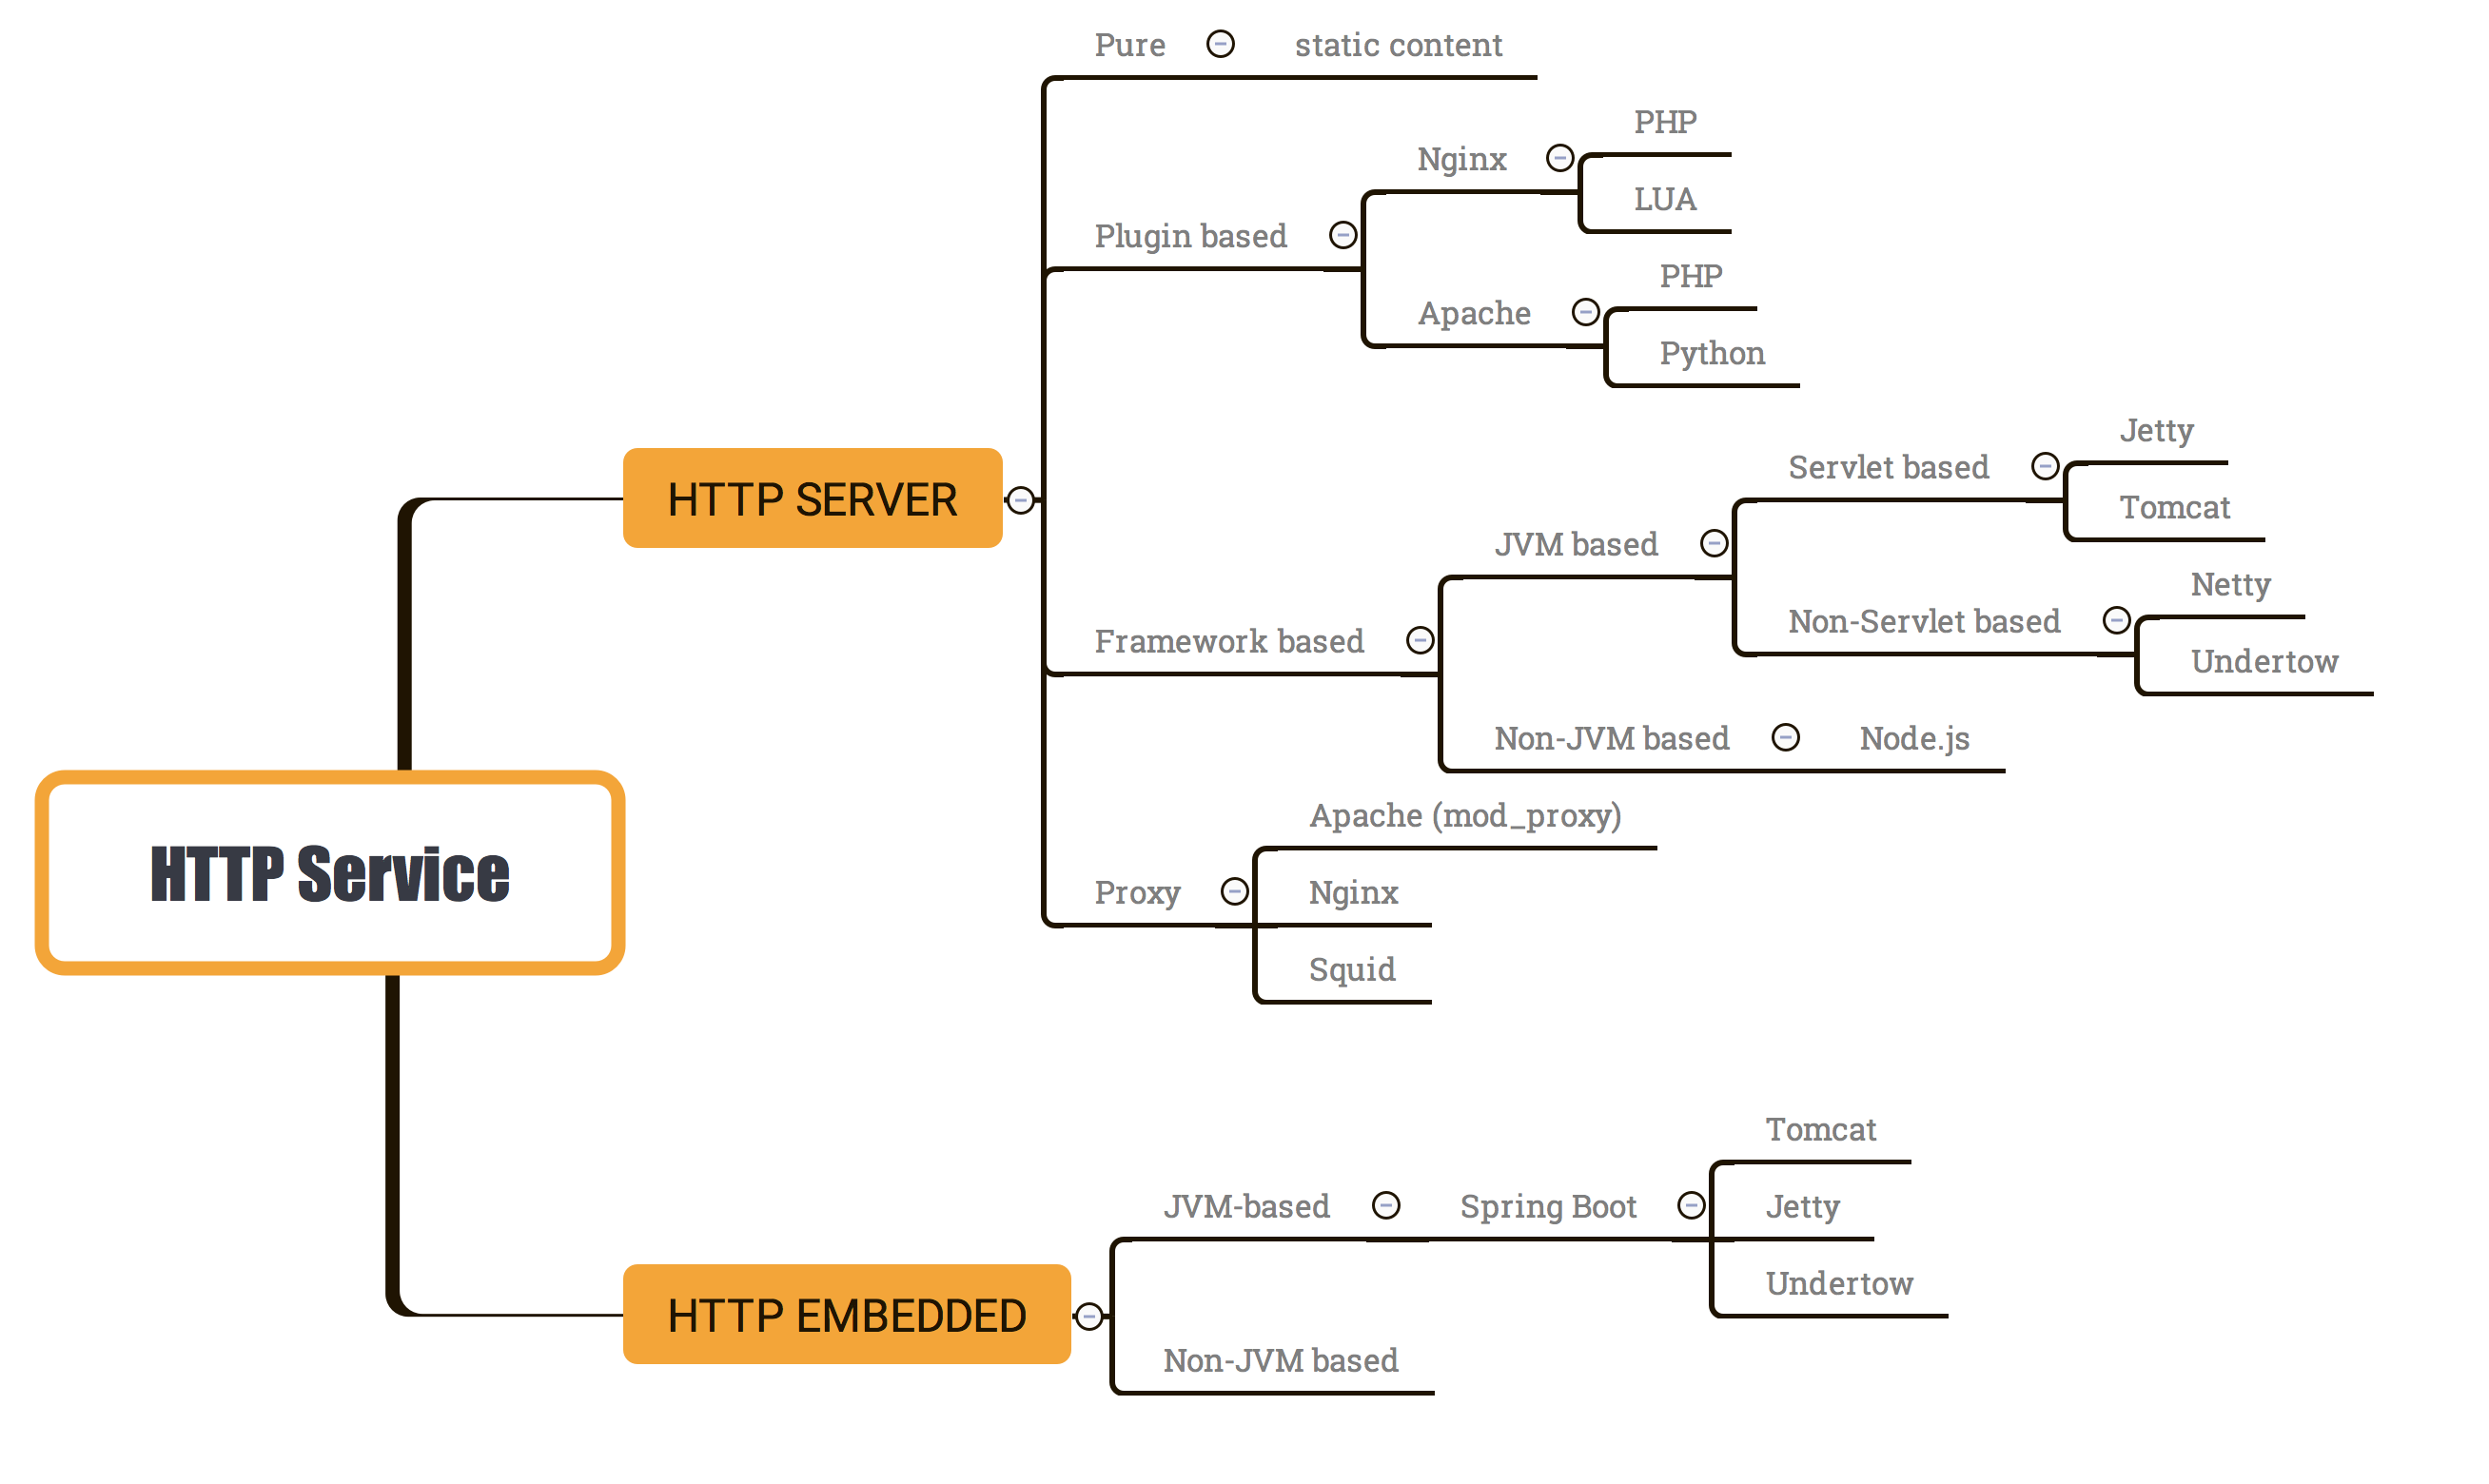 HTTP Service
HTTP SERVER
Pure
static content
Plugin based
Nginx
PHP
LUA
Apache
PHP
Python
Framework based
JVM based
Servlet based
Jetty
Tomcat
Non-Servlet based
Netty
Undertow
Non-JVM based
Node.js
Proxy
Apache (mod_proxy)
Nginx
Squid
HTTP EMBEDDED
JVM-based
Spring Boot
Tomcat
Jetty
Undertow
Non-JVM based